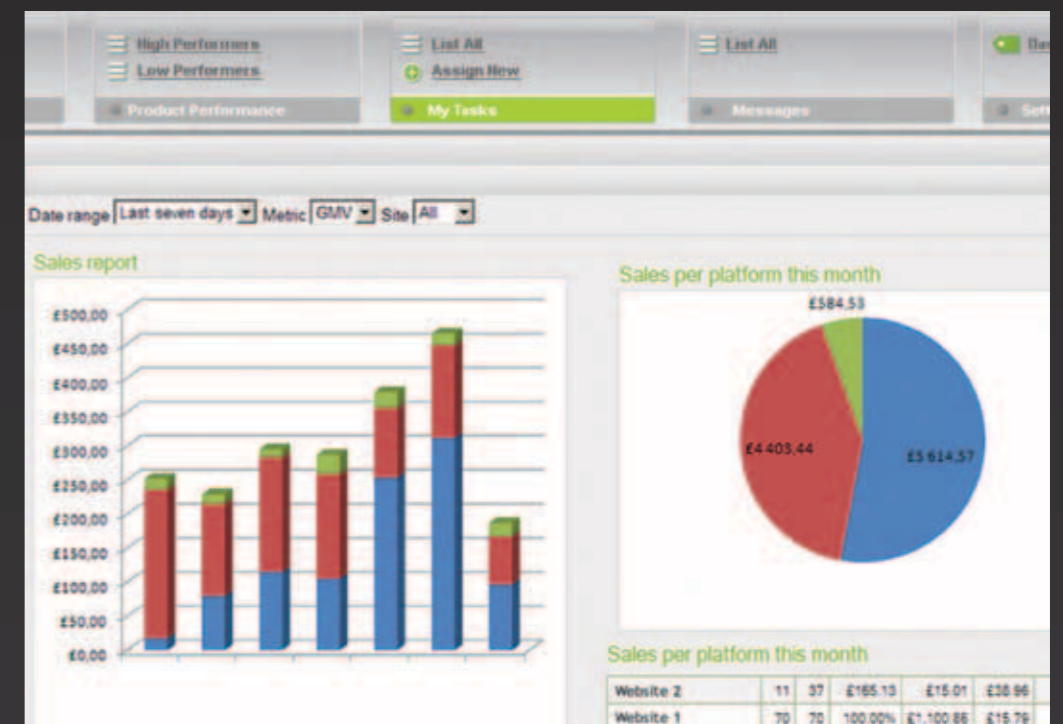 High Performers
Low Performers
Product Performance
List All
Assign New
My Tasks
List All
Messages
Date range Last seven days Metric GMV Site All
Sales report
£500,00
£450,00
£400,00
£350,00
£300,00
£250,00
£200,00
£150,00
£100,00
£50,00
£0,00
Sales per platform this month
£584,53
£4 403,44
£5 614,57
Sales per platform this month
Website 2 11 37 £165.13 £15.01 £38.96
Website 1 70 70 100.00% £1,100.86 £15.79